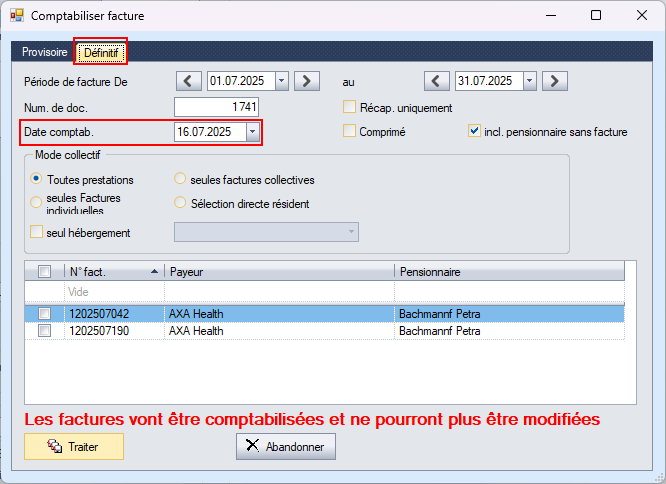 Comptabiliser facture
Provisoire Définitif
Période de facture De 01.07.2025 au 31.07.2025
Num. de doc. 1741 Récap. uniquement
Date comptab. 16.07.2025 Comprimé incl. pensionnaire sans facture
Mode collectif
Toutes prestations seules factures collectives
seules Factures individuelles Sélection directe résident
seul hébergement
N° fact. Payeur Pensionnaire
Vide
1202507042 AXA Health Bachmannf Petra
1202507190 AXA Health Bachmannf Petra
Les factures vont être comptabilisées et ne pourront plus être modifiées
Traiter Abandonner